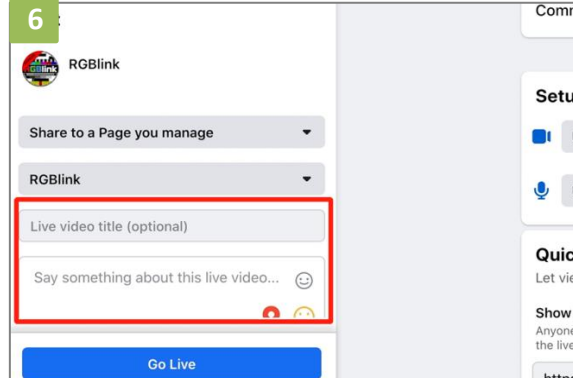 6
RGBlink
Share to a Page you manage
RGBlink
Live video title (optional)
Say something about this live video...
Go Live
Setu
Quic
Let vie
Show
Anyone
the live